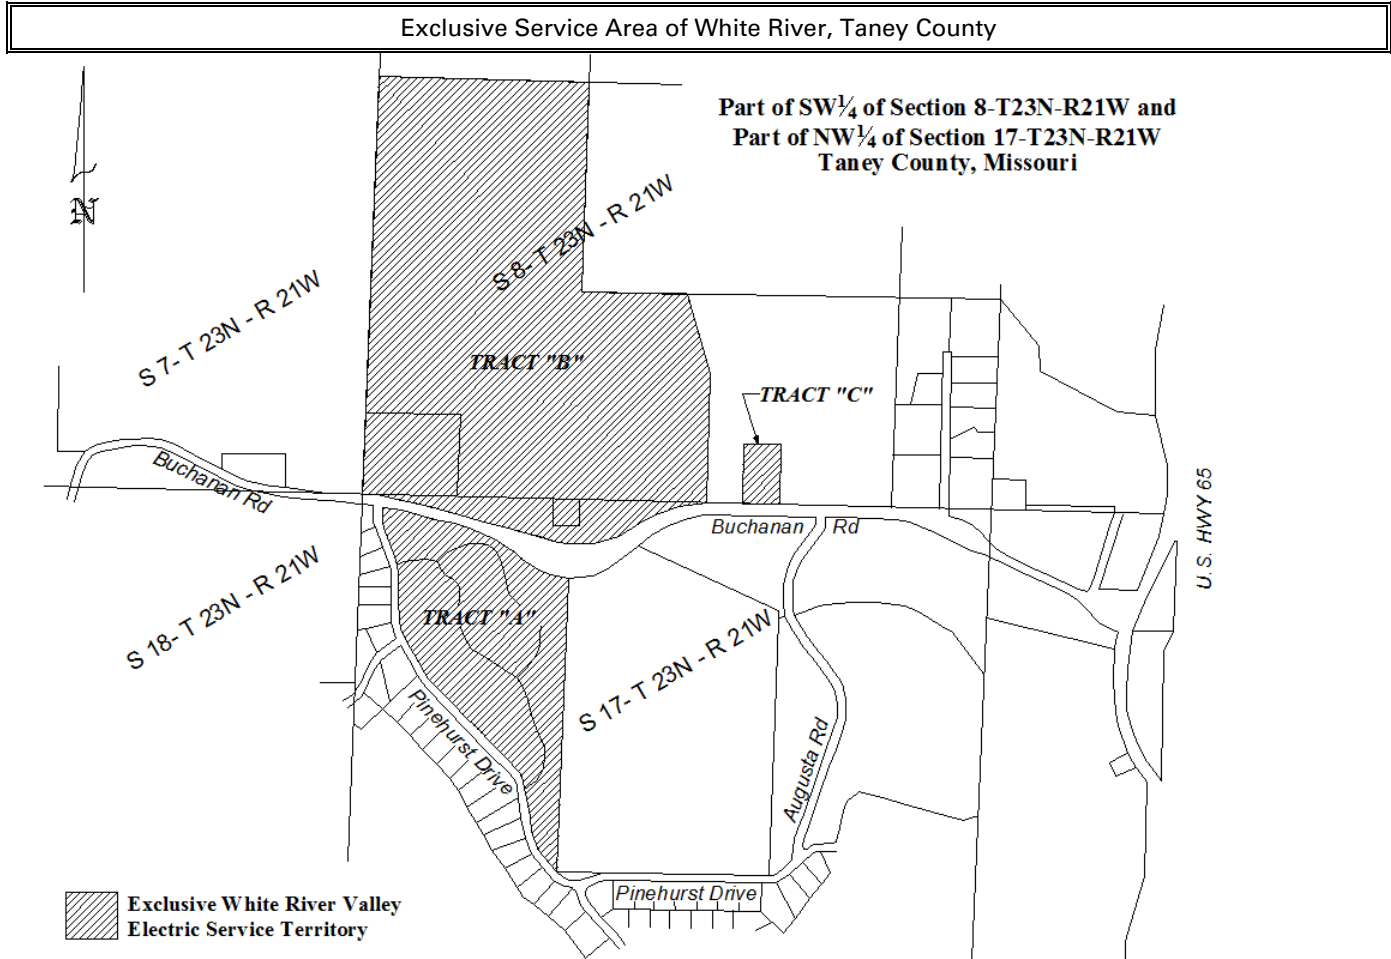 Exclusive Service Area of White River, Taney County
Part of SW¼ of Section 8-T23N-R21W and
Part of NW¼ of Section 17-T23N-R21W
Taney County, Missouri
N
S 8- T 23N - R 21W
S 7- T 23N - R 21W
TRACT "B"
TRACT "C"
Buchanan Rd
Buchanan Rd
U.S. HWY 65
S 18- T 23N - R 21W
TRACT "A"
S 17- T 23N - R 21W
Pinehurst Drive
Augusta Rd
Pinehurst Drive
Exclusive White River Valley
Electric Service Territory